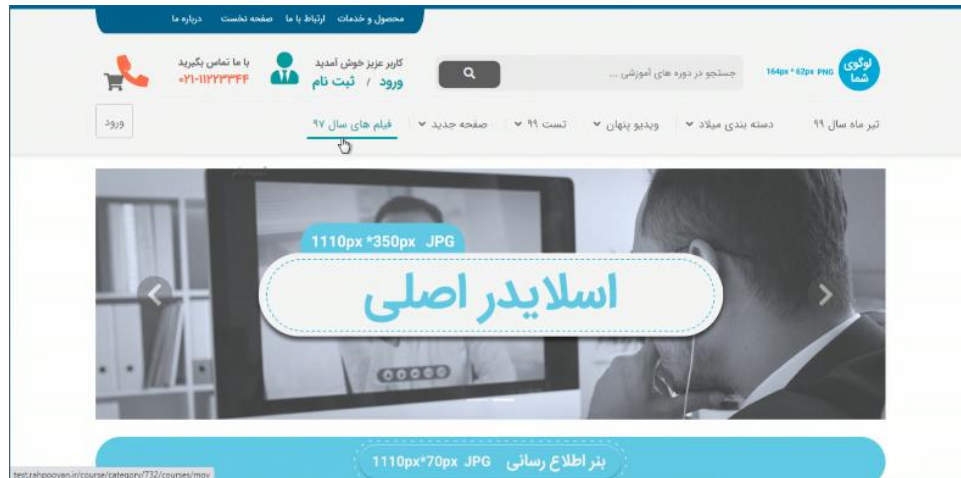 محصول و خدمات ارتباط با ما صفحه نخست درباره ما
لوگوی شما
164px * 62px PNG
جستجو در دوره های آموزشی ...
کاربر عزیز خوش آمدید
ورود / ثبت نام
با ما تماس بگیرید
۰۲۱-۱۱۲۲۳۳۴۴
تیر ماه سال ۹۹ دسته بندی میلاد ویدیو پنهان تست ۹۹ صفحه جدید فیلم های سال ۹۷ ورود
1110px *350px JPG
اسلایدر اصلی
بنر اطلاع رسانی 1110px*70px JPG
test.rahpooyan.ir/course/category/732/courses/mov